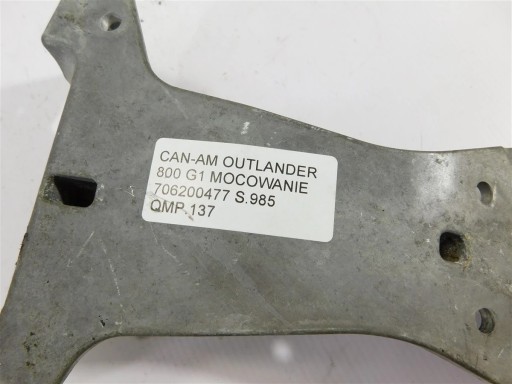 CAN-AM OUTLANDER
800 G1 MOCOWANIE
706200477 S.985
QMP.137